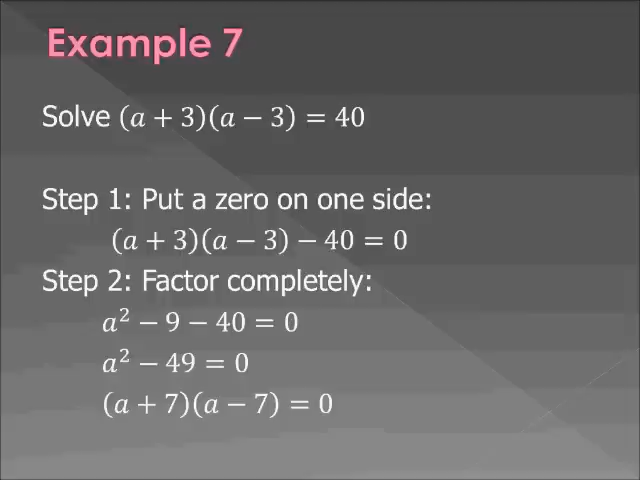 Example 7
Solve (a + 3)(a − 3) = 40
Step 1: Put a zero on one side:
(a + 3)(a − 3) − 40 = 0
Step 2: Factor completely:
a² − 9 − 40 = 0
a² − 49 = 0
(a + 7)(a − 7) = 0